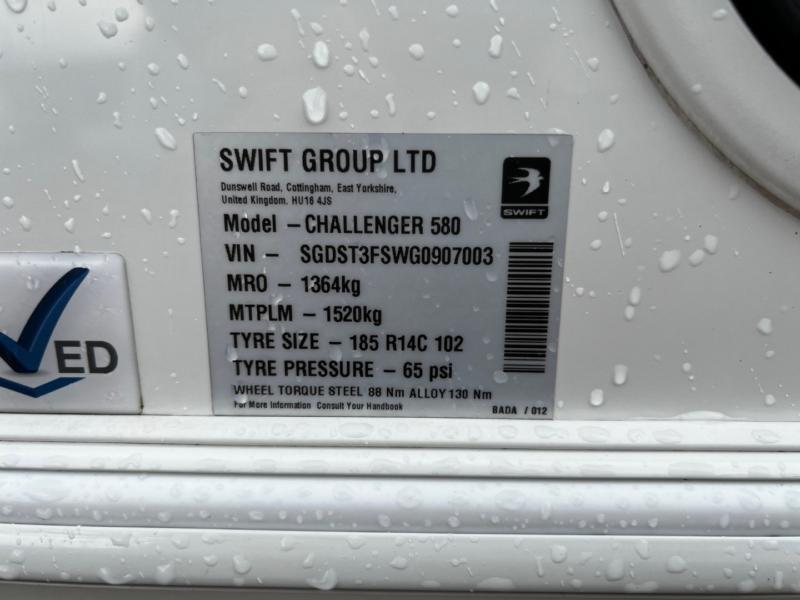 SWIFT GROUP LTD
Dunswell Road, Cottingham, East Yorkshire,
United Kingdom. HU16 4JS
SWIFT
Model – CHALLENGER 580
VIN – SGDST3FSWG0907003
MRO – 1364kg
MTPLM – 1520kg
TYRE SIZE – 185 R14C 102
TYRE PRESSURE – 65 psi
WHEEL TORQUE STEEL 88 Nm ALLOY 130 Nm
For More Information Consult Your Handbook
BADA / 012
ED